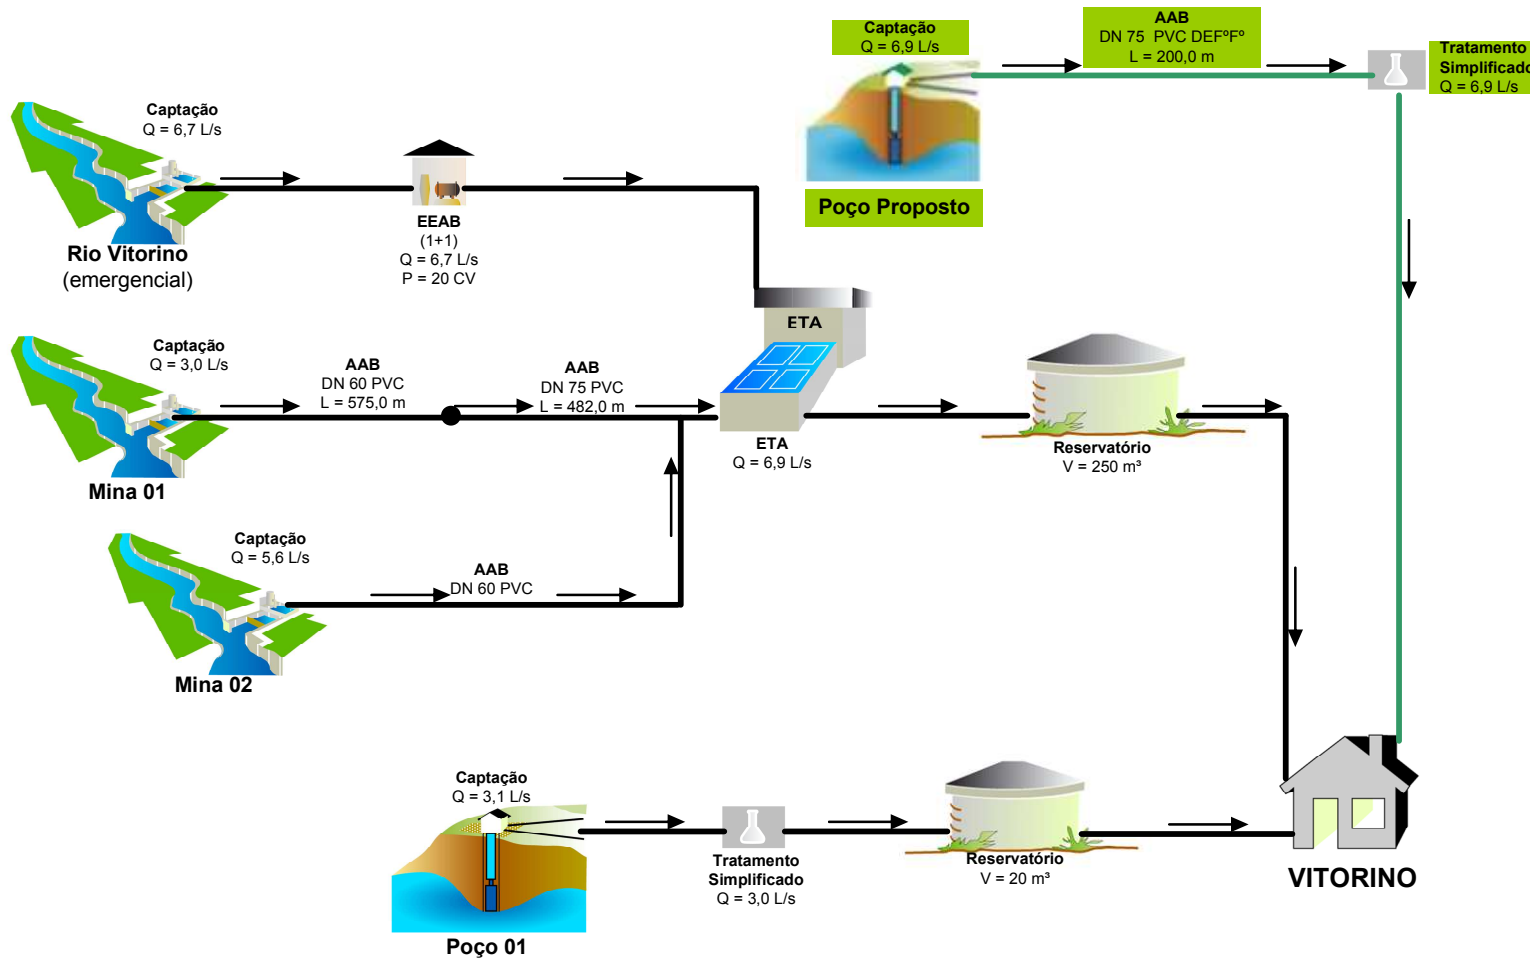 Captação
Q = 6,9 L/s
AAB
DN 75 PVC DEFºFº
L = 200,0 m
Tratamento
Simplificado
Q = 6,9 L/s
Poço Proposto
Captação
Q = 6,7 L/s
Rio Vitorino
(emergencial)
EEAB
(1+1)
Q = 6,7 L/s
P = 20 CV
ETA
Captação
Q = 3,0 L/s
Mina 01
AAB
DN 60 PVC
L = 575,0 m
AAB
DN 75 PVC
L = 482,0 m
ETA
Q = 6,9 L/s
Reservatório
V = 250 m³
Captação
Q = 5,6 L/s
Mina 02
AAB
DN 60 PVC
Captação
Q = 3,1 L/s
Poço 01
Tratamento
Simplificado
Q = 3,0 L/s
Reservatório
V = 20 m³
VITORINO